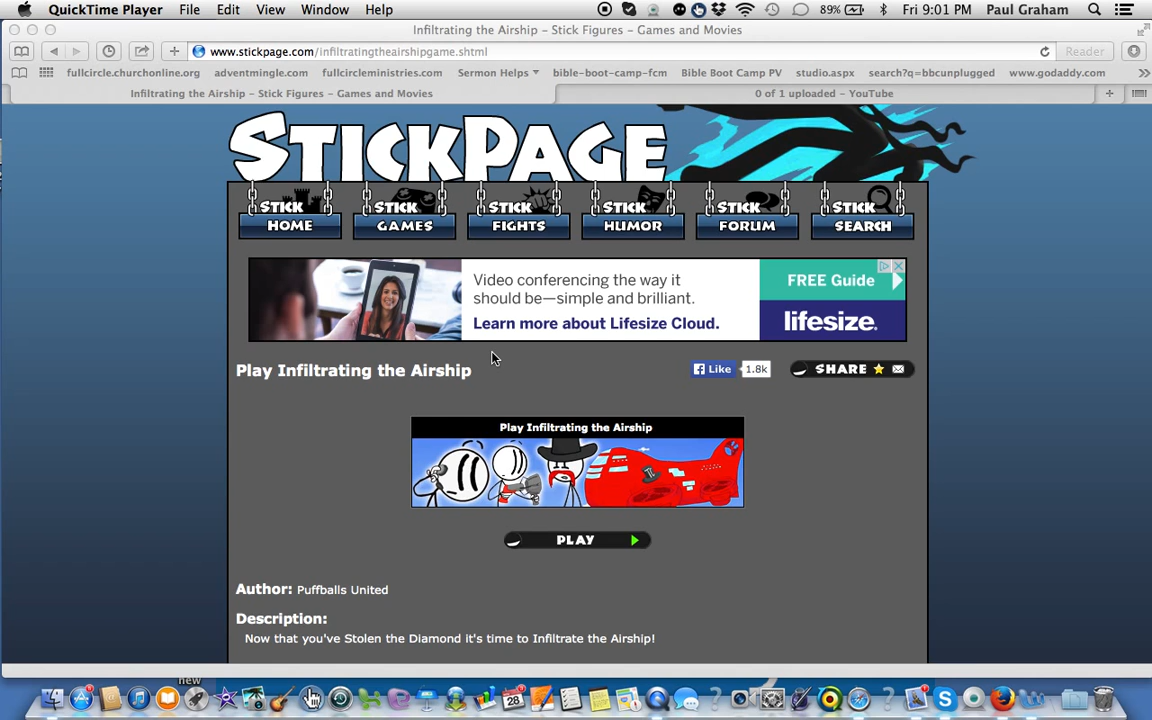 QuickTime Player File Edit View Window Help 89% Fri 9:01 PM Paul Graham
Infiltrating the Airship – Stick Figures – Games and Movies
www.stickpage.com/infiltratingtheairshipgame.shtml Reader
fullcircle.churchonline.org adventmingle.com fullcircleministries.com Sermon Helps bible-boot-camp-fcm Bible Boot Camp PV studio.aspx search?q=bbcunplugged www.godaddy.com
Infiltrating the Airship – Stick Figures – Games and Movies 0 of 1 uploaded – YouTube
STICKPAGE
STICK HOME STICK GAMES STICK FIGHTS STICK HUMOR STICK FORUM STICK SEARCH
Video conferencing the way it
should be—simple and brilliant.
Learn more about Lifesize Cloud.
FREE Guide
lifesize
Play Infiltrating the Airship
Like 1.8k SHARE
Play Infiltrating the Airship
PLAY
Author: Puffballs United
Description:
Now that you've Stolen the Diamond it's time to Infiltrate the Airship!
new
28